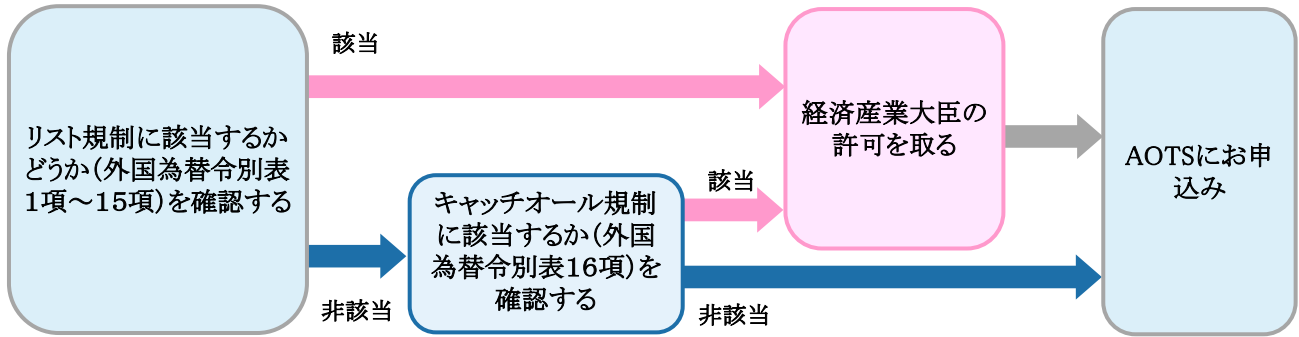 該当
リスト規制に該当するか
どうか（外国為替令別表
１項～１５項）を確認する
非該当
キャッチオール規制
に該当するか（外国
為替令別表１６項）を
確認する
該当
非該当
経済産業大臣の
許可を取る
AOTSにお申
込み